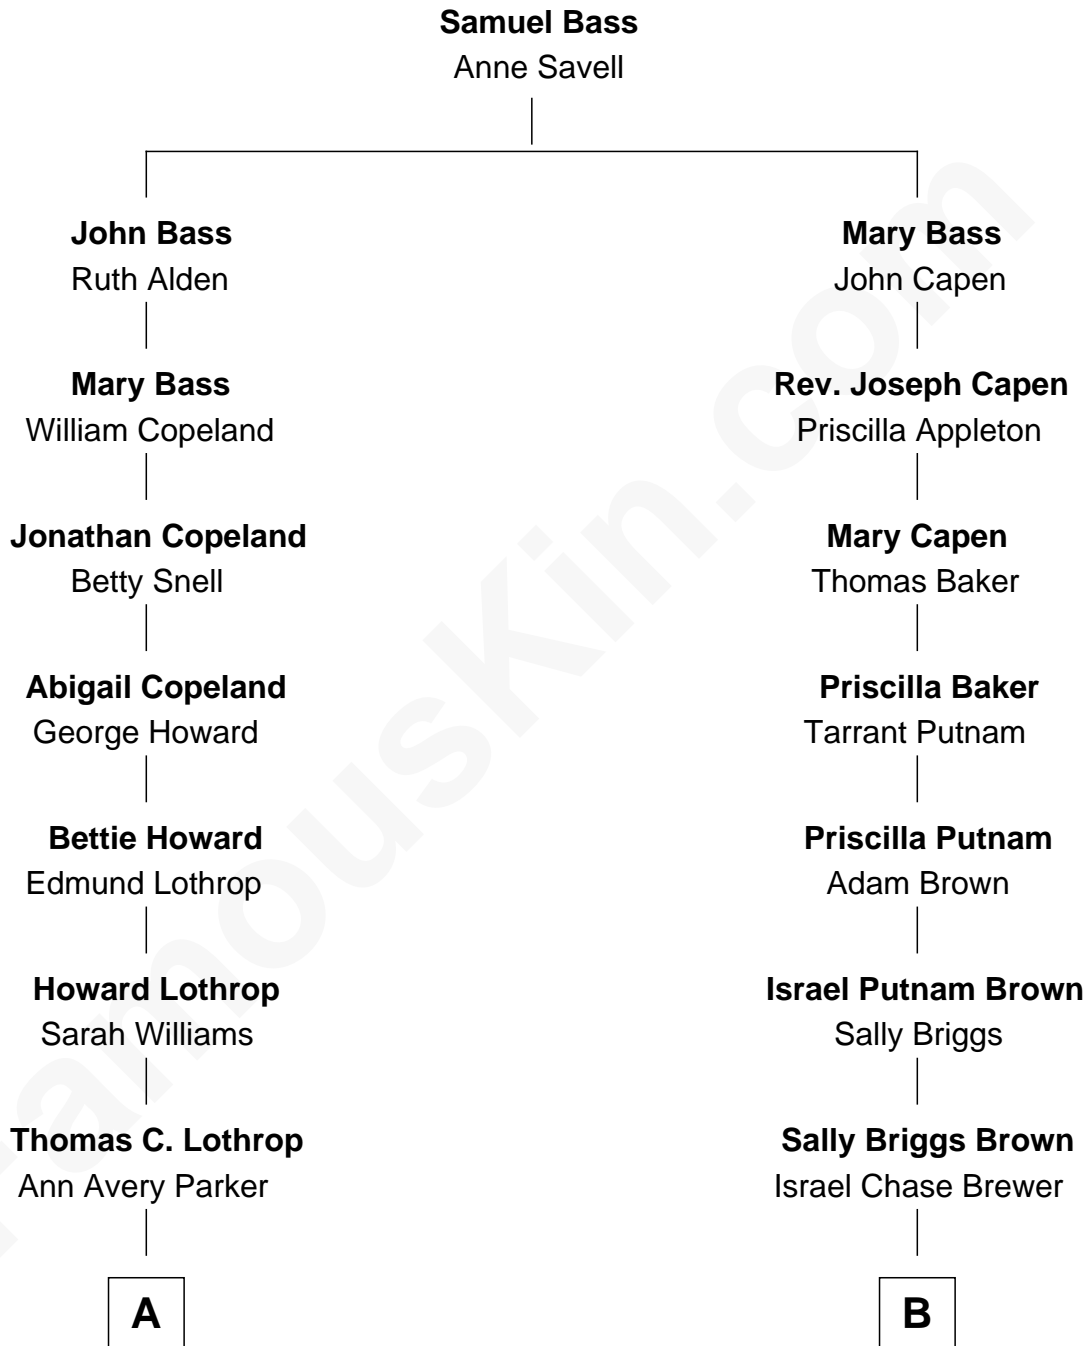 Samuel Bass
Anne Savell
John Bass
Ruth Alden
Mary Bass
John Capen
Mary Bass
William Copeland
Rev. Joseph Capen
Priscilla Appleton
Jonathan Copeland
Betty Snell
Mary Capen
Thomas Baker
Abigail Copeland
George Howard
Priscilla Baker
Tarrant Putnam
Bettie Howard
Edmund Lothrop
Priscilla Putnam
Adam Brown
Howard Lothrop
Sarah Williams
Israel Putnam Brown
Sally Briggs
Thomas C. Lothrop
Ann Avery Parker
Sally Briggs Brown
Israel Chase Brewer
A
B
FamousKin.com